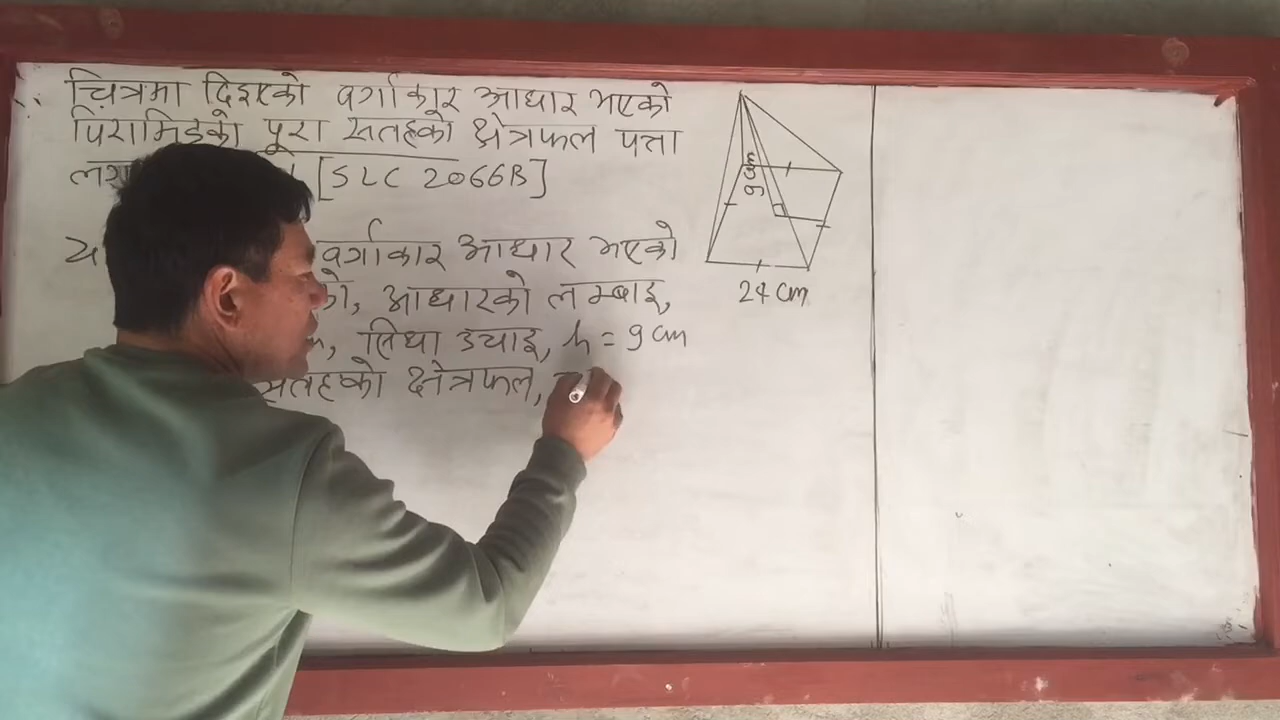 चित्रमा दिइएको वर्गाकार आधार भएको
पिरामिडको पूरा सतहको क्षेत्रफल पत्ता
[SLC 2066B]
वर्गाकार आधार भएको
आधारको लम्बाइ,
लिधा उचाइ, h = 9 cm
सतहको क्षेत्रफल,
9 cm
24 cm